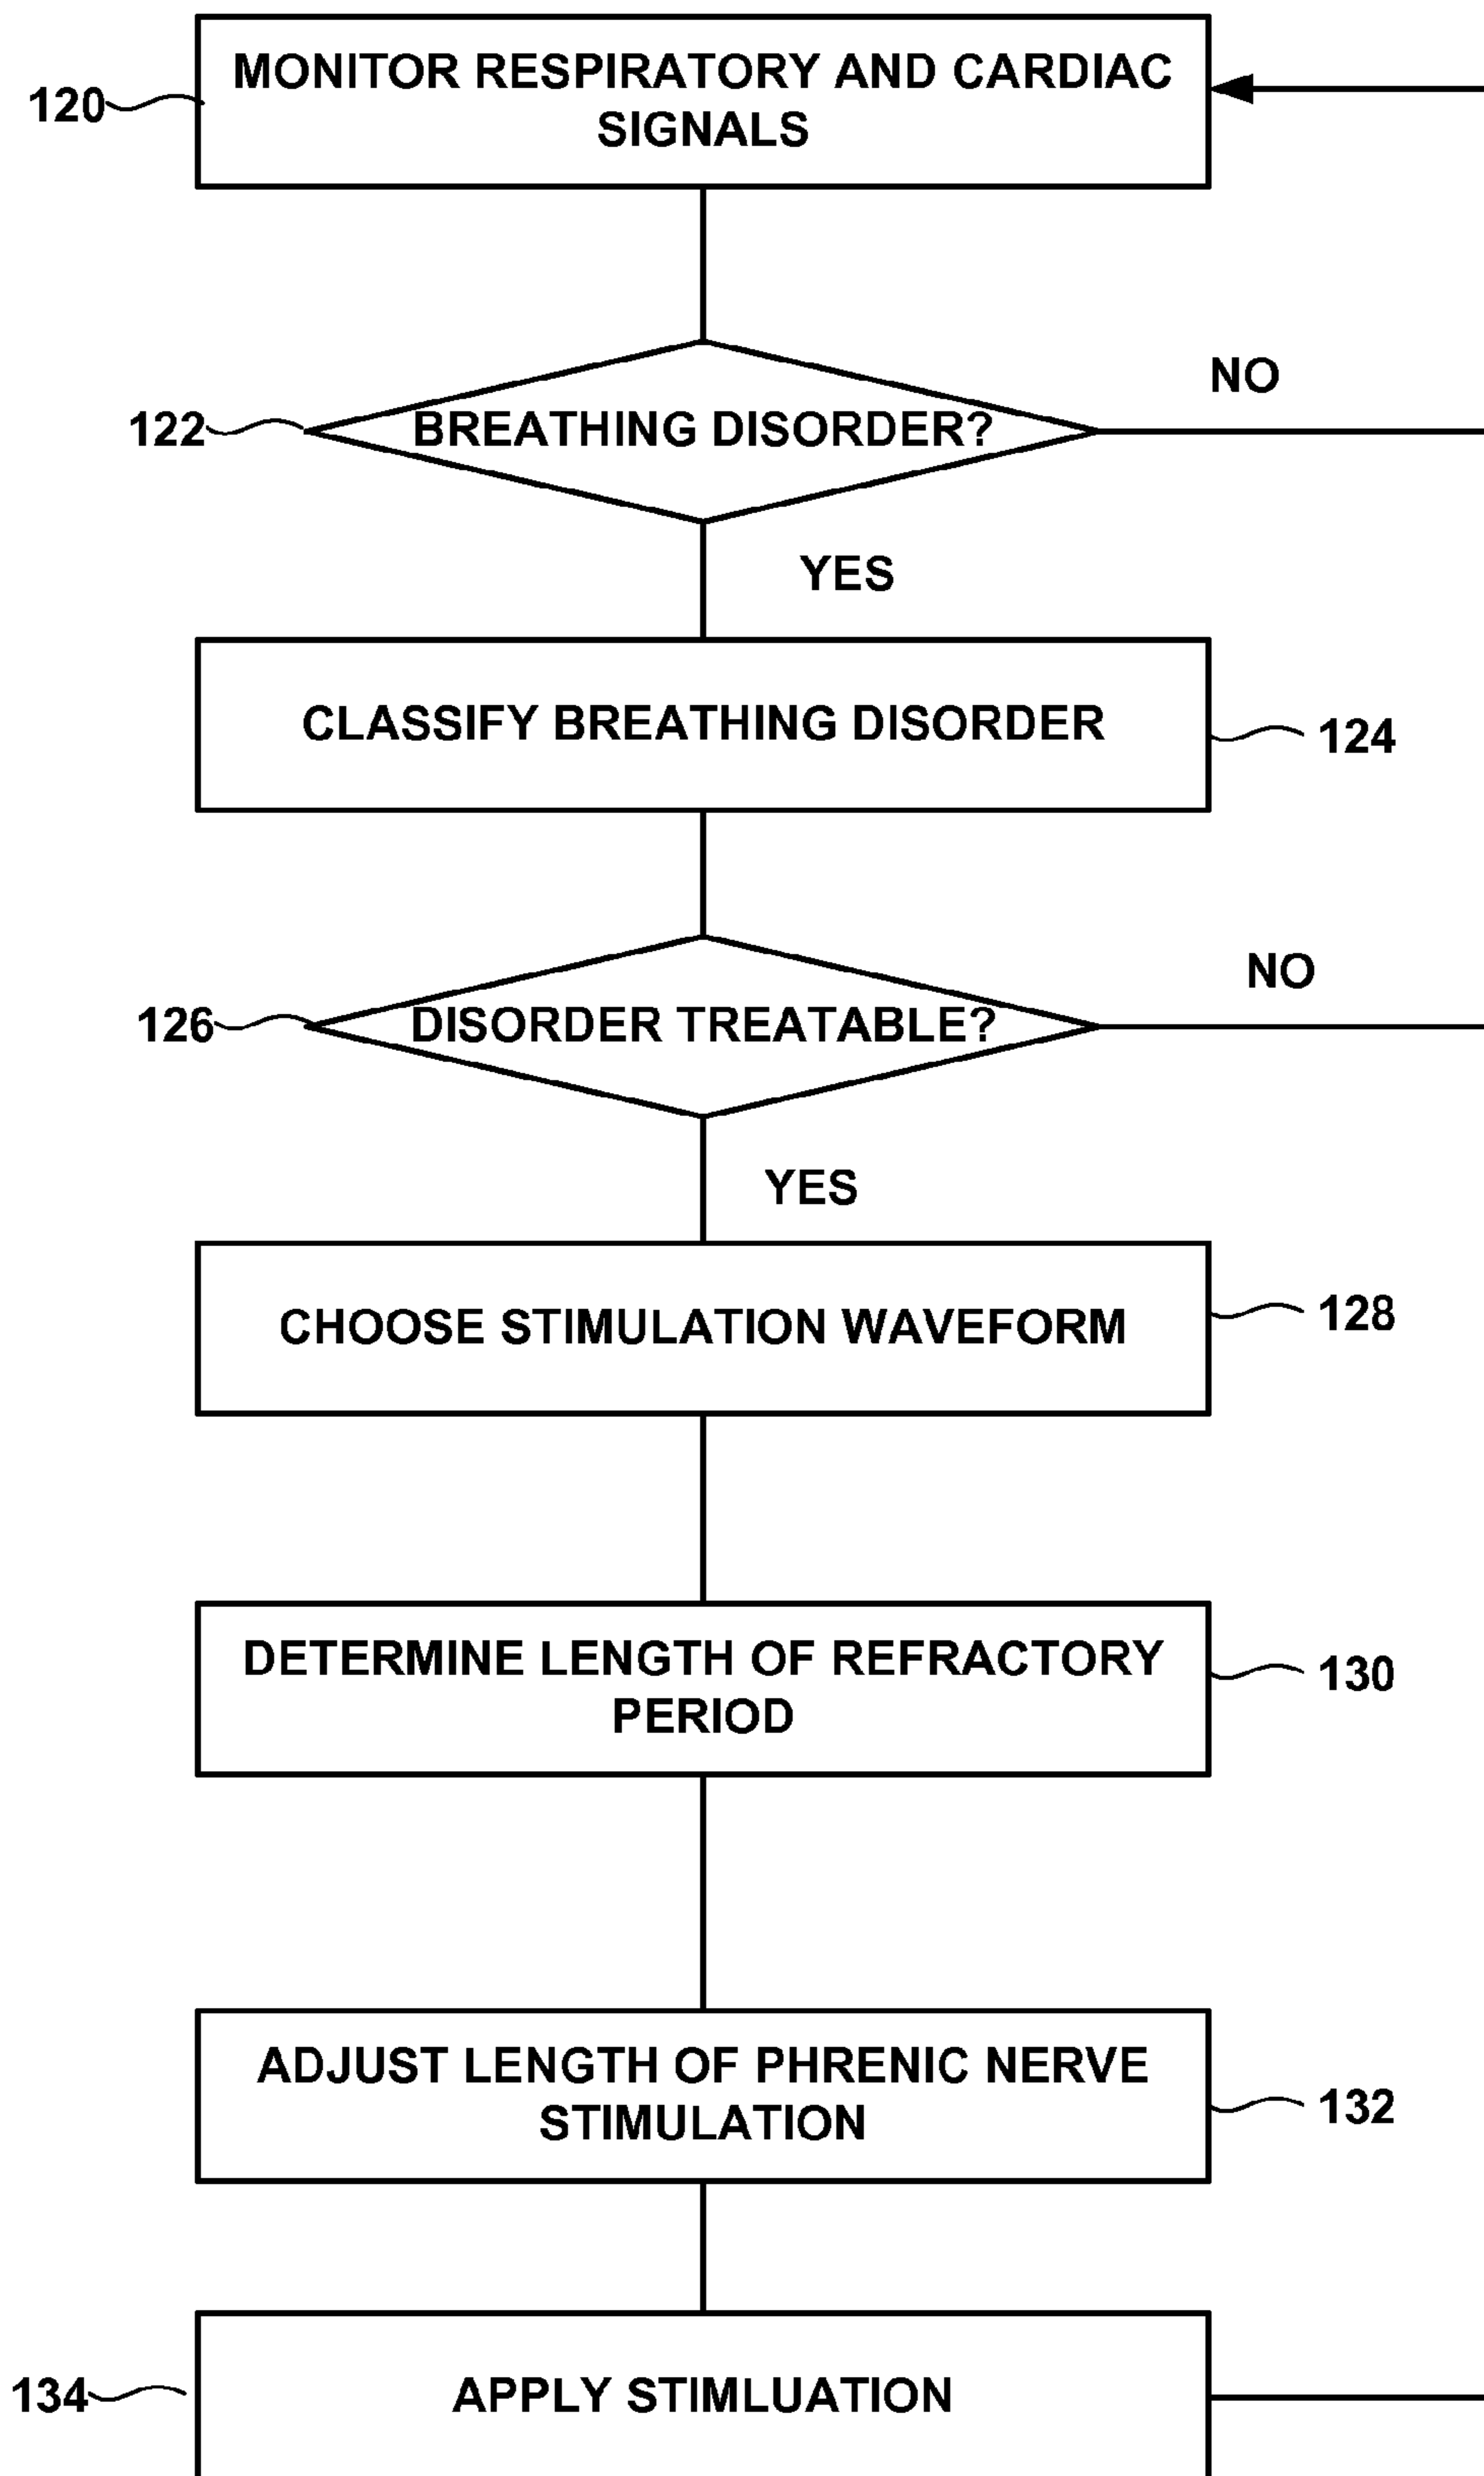 MONITOR RESPIRATORY AND CARDIAC
SIGNALS
120
BREATHING DISORDER?
122
NO
YES
CLASSIFY BREATHING DISORDER
124
DISORDER TREATABLE?
126
NO
YES
CHOOSE STIMULATION WAVEFORM
128
DETERMINE LENGTH OF REFRACTORY
PERIOD
130
ADJUST LENGTH OF PHRENIC NERVE
STIMULATION
132
APPLY STIMLUATION
134